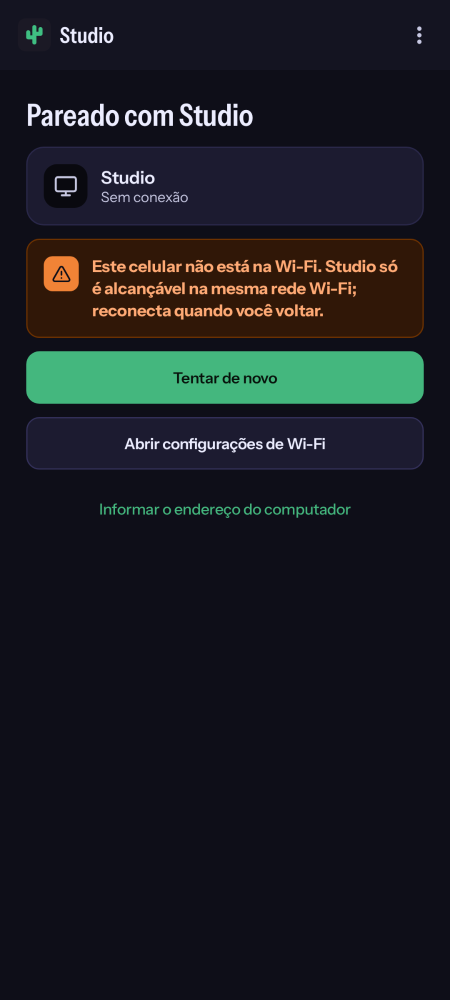 Studio
Pareado com Studio
Studio
Sem conexão
Este celular não está na Wi-Fi. Studio só
é alcançável na mesma rede Wi-Fi;
reconecta quando você voltar.
Tentar de novo
Abrir configurações de Wi-Fi
Informar o endereço do computador